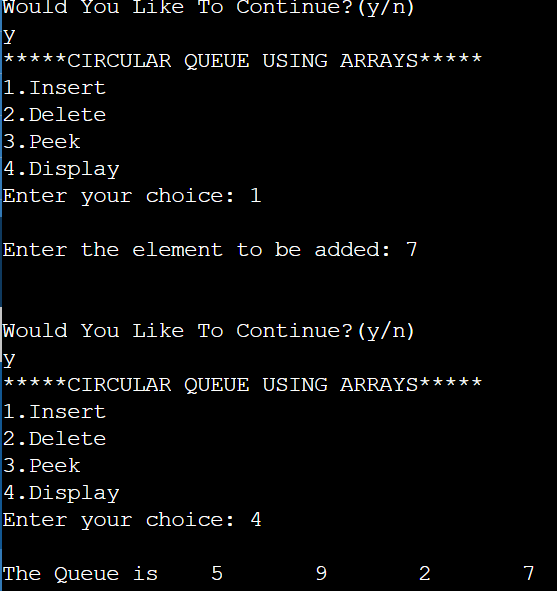 Would You Like To Continue?(y/n)
y
*****CIRCULAR QUEUE USING ARRAYS*****
1.Insert
2.Delete
3.Peek
4.Display
Enter your choice: 1
Enter the element to be added: 7
Would You Like To Continue?(y/n)
y
*****CIRCULAR QUEUE USING ARRAYS*****
1.Insert
2.Delete
3.Peek
4.Display
Enter your choice: 4
The Queue is    5       9       2       7